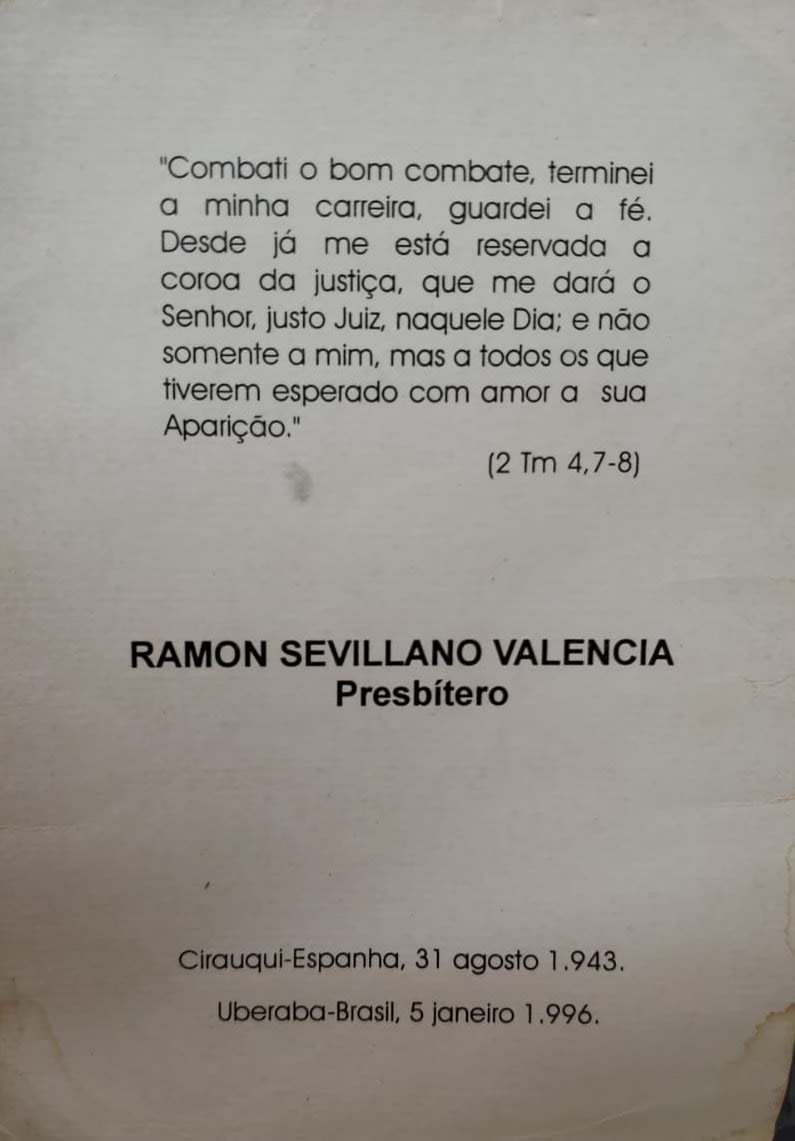 "Combati o bom combate, terminei
a minha carreira, guardei a fé.
Desde já me está reservada a
coroa da justiça, que me dará o
Senhor, justo Juiz, naquele Dia; e não
somente a mim, mas a todos os que
tiverem esperado com amor a sua
Aparição."
(2 Tm 4,7-8)
RAMON SEVILLANO VALENCIA
Presbítero
Cirauqui-Espanha, 31 agosto 1.943.
Uberaba-Brasil, 5 janeiro 1.996.